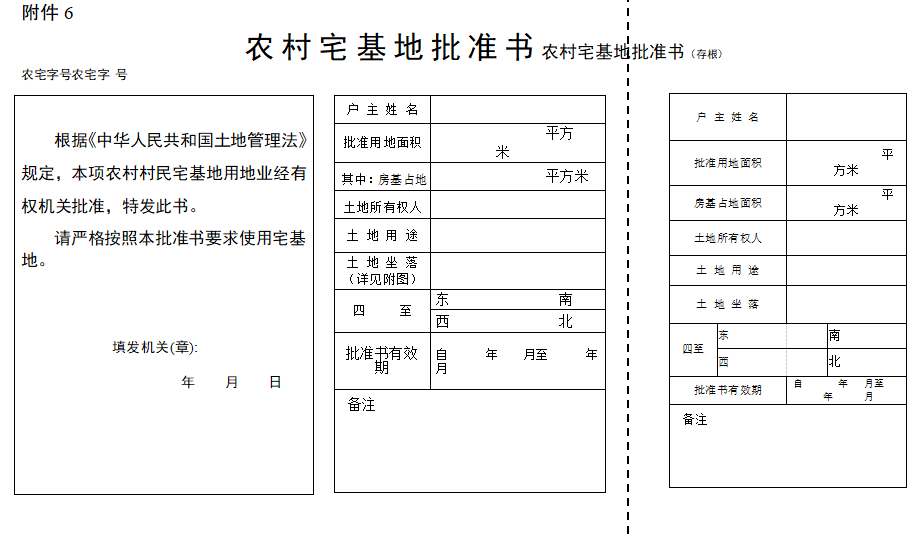 附件 6
农村宅基地批准书 农村宅基地批准书（存根）
农宅字号农宅字 号
根据《中华人民共和国土地管理法》
规定，本项农村村民宅基地用地业经有
权机关批准，特发此书。
请严格按照本批准书要求使用宅基
地。
填发机关(章):
年 月 日
户 主 姓 名
批准用地面积 平方
米
其中：房基占地 平方米
土地所有权人
土 地 用 途
土 地 坐 落
（详见附图）
四 至 东 南
西 北
批准书有效
期
自 年 月至 年
月
备注
户 主 姓 名
批准用地面积 平
方米
房基占地面积 平
方米
土地所有权人
土 地 用 途
土 地 坐 落
四至 东 南
西 北
批准书有效期 自 年 月至
年 月
备注